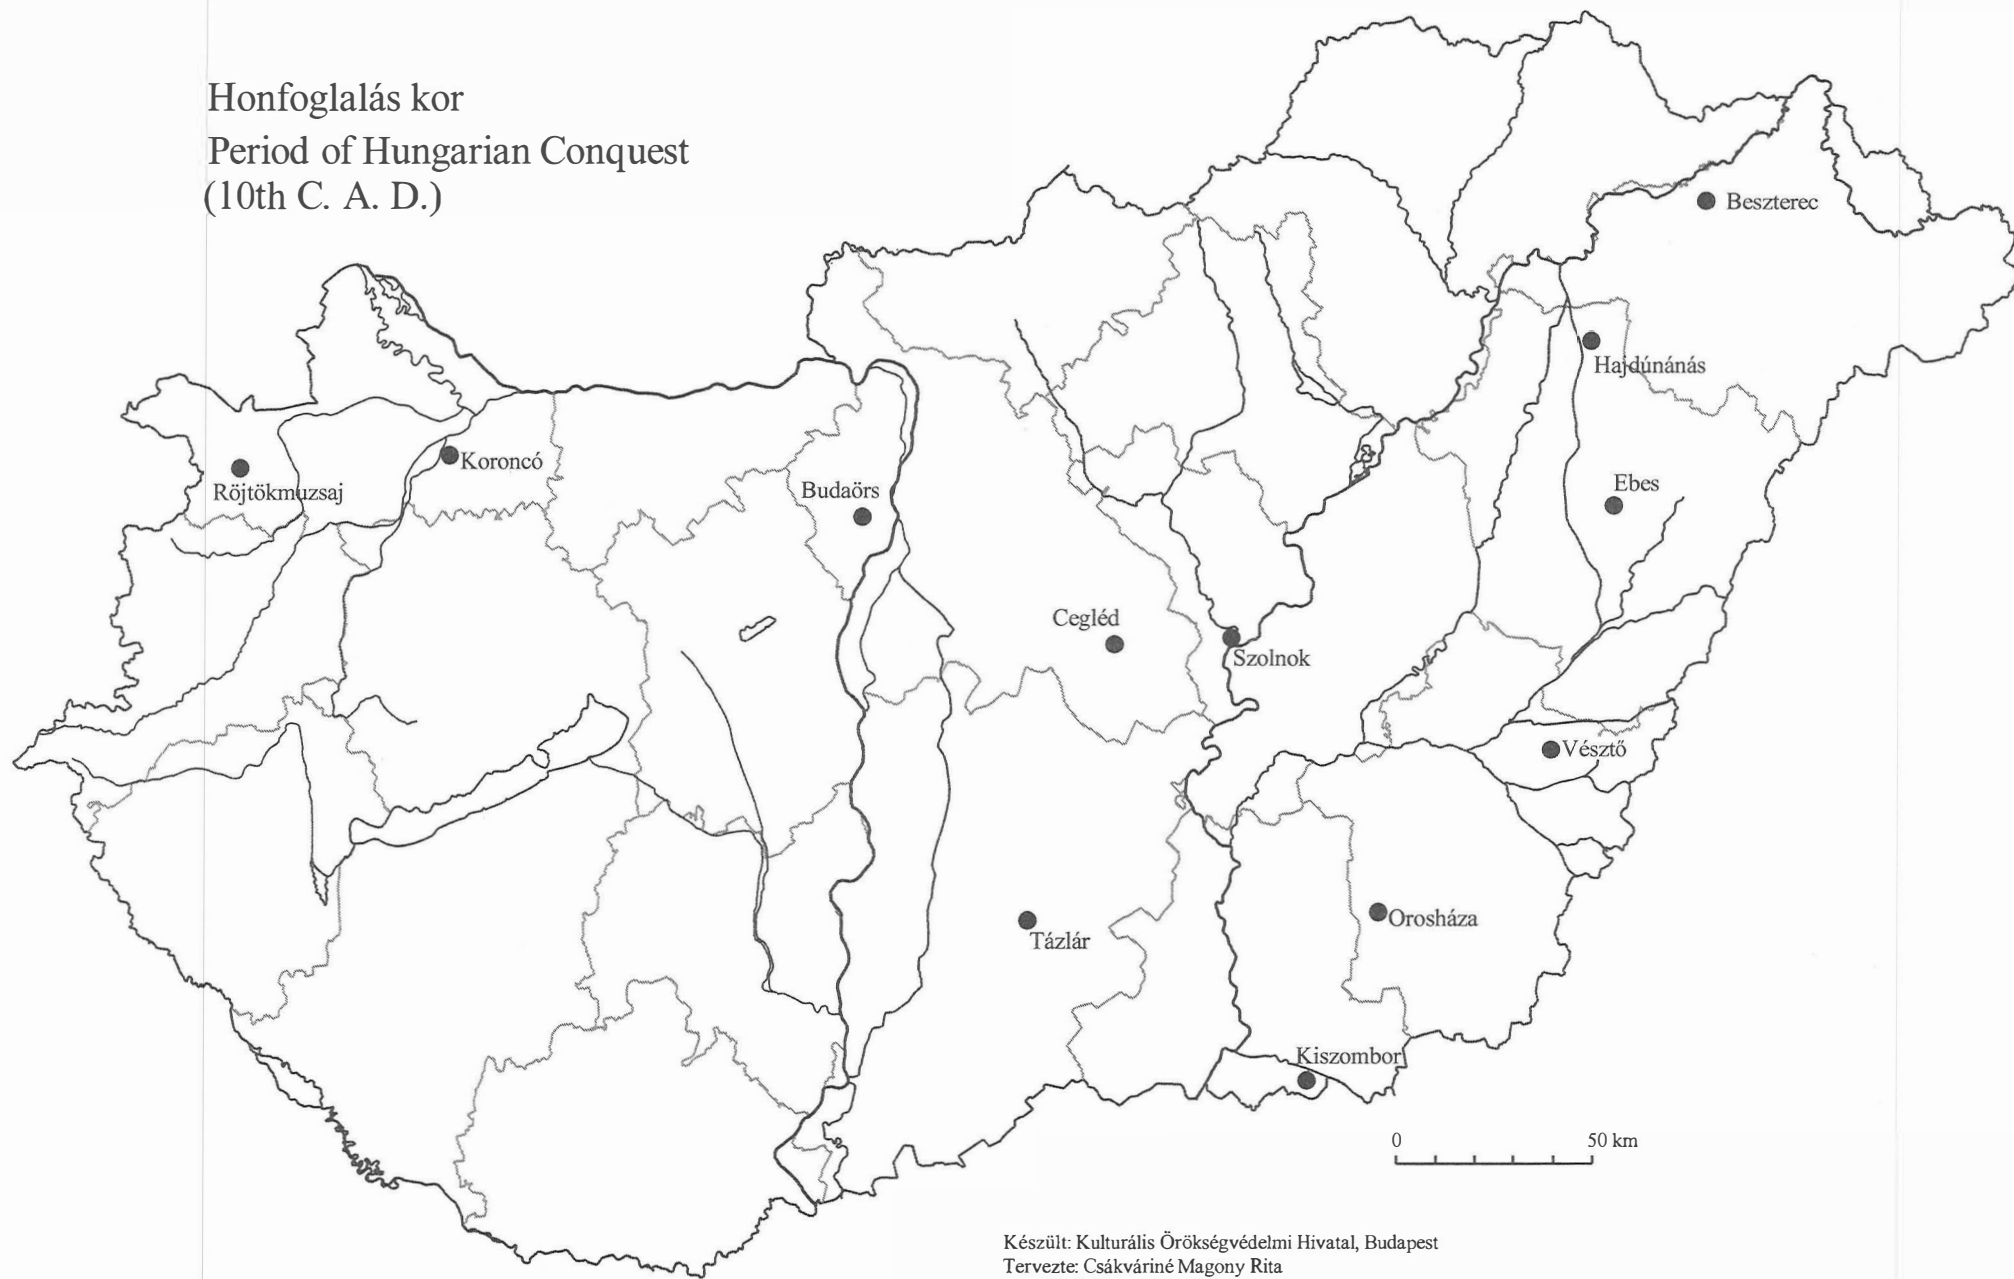 Honfoglalás kor
Period of Hungarian Conquest
(10th C. A. D.)
Beszterec
Hajdúnánás
Koroncó
Röjtökmuzsaj
Budaörs
Ebes
Cegléd
Szolnok
Vésztő
Orosháza
Tázlár
Kiszombor
0 50 km
Készült: Kulturális Örökségvédelmi Hivatal, Budapest
Tervezte: Csákváriné Magony Rita